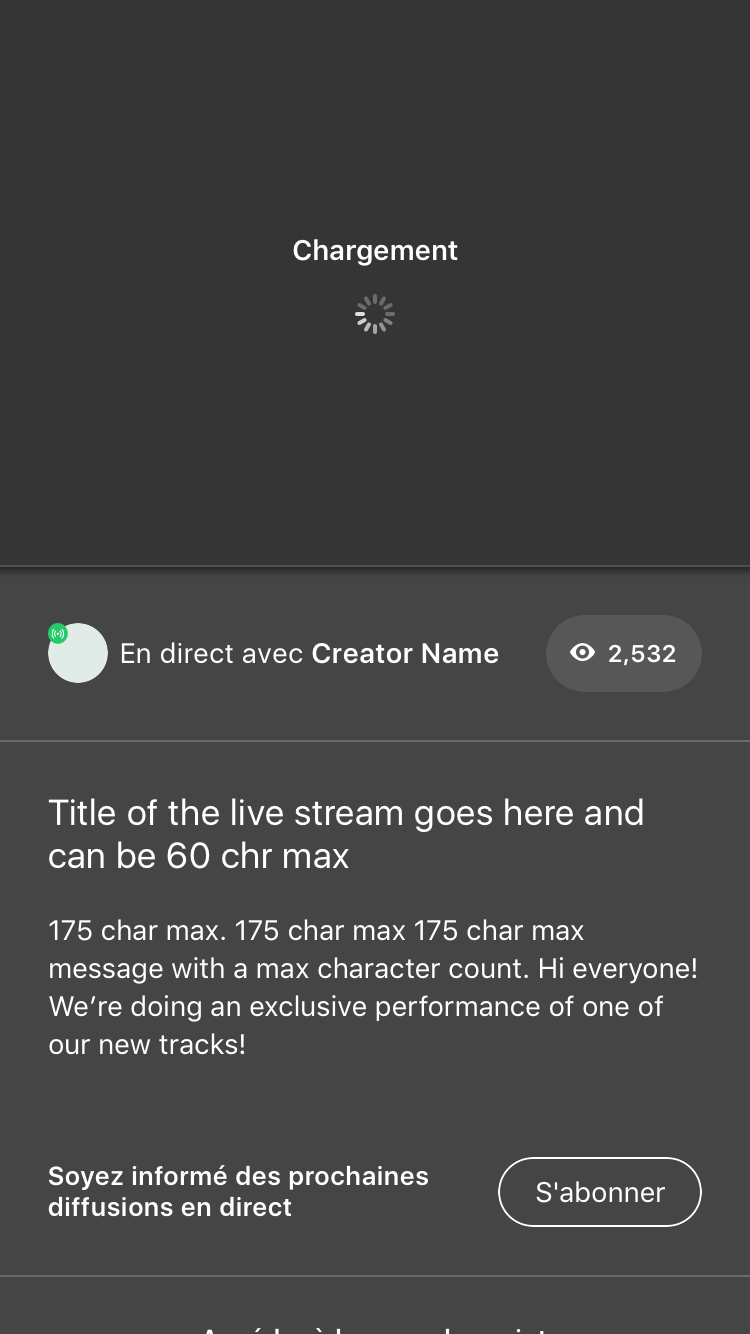 Chargement
En direct avec Creator Name
2,532
Title of the live stream goes here and
can be 60 chr max
175 char max. 175 char max 175 char max
message with a max character count. Hi everyone!
We’re doing an exclusive performance of one of
our new tracks!
Soyez informé des prochaines
diffusions en direct
S'abonner